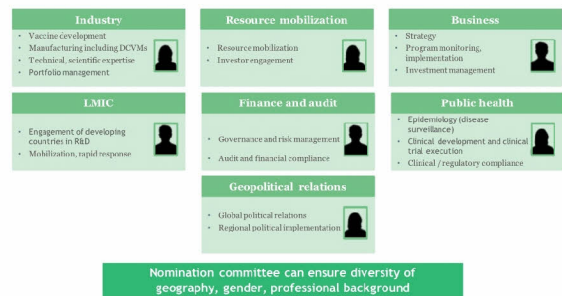 Industry
• Vaccine development
• Manufacturing including DCVMs
• Technical, scientific expertise
• Portfolio management
Resource mobilization
• Resource mobilization
• Investor engagement
Business
• Strategy
• Program monitoring,
implementation
• Investment management
LMIC
• Engagement of developing
countries in R&D
• Mobilization, rapid response
Finance and audit
• Governance and risk management
• Audit and financial compliance
Public health
• Epidemiology (disease
surveillance)
• Clinical development and clinical
trial execution
• Clinical / regulatory compliance
Geopolitical relations
• Global political relations
• Regional political implementation
Nomination committee can ensure diversity of
geography, gender, professional background